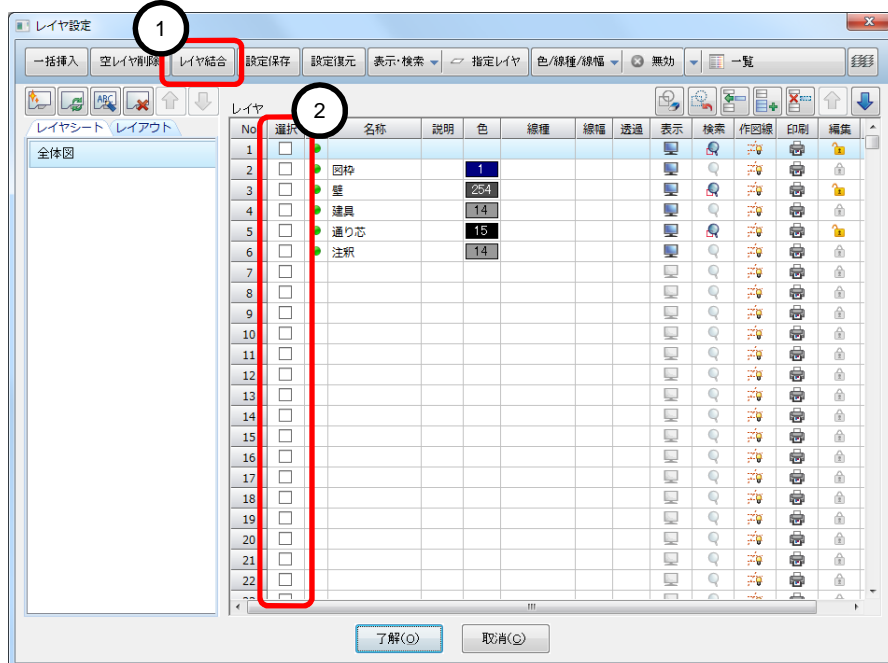 レイヤ設定
1
一括挿入 空レイヤ削除 レイヤ結合 設定保存 設定復元 表示・検索 指定レイヤ 色/線種/線幅 無効 一覧
ABC
レイヤシート レイアウト
全体図
レイヤ
2
No 選択 名称 説明 色 線種 線幅 透過 表示 検索 作図線 印刷 編集
1
2 図枠 1
3 壁 254
4 建具 14
5 通り芯 15
6 注釈 14
7
8
9
10
11
12
13
14
15
16
17
18
19
20
21
22
了解(O) 取消(C)